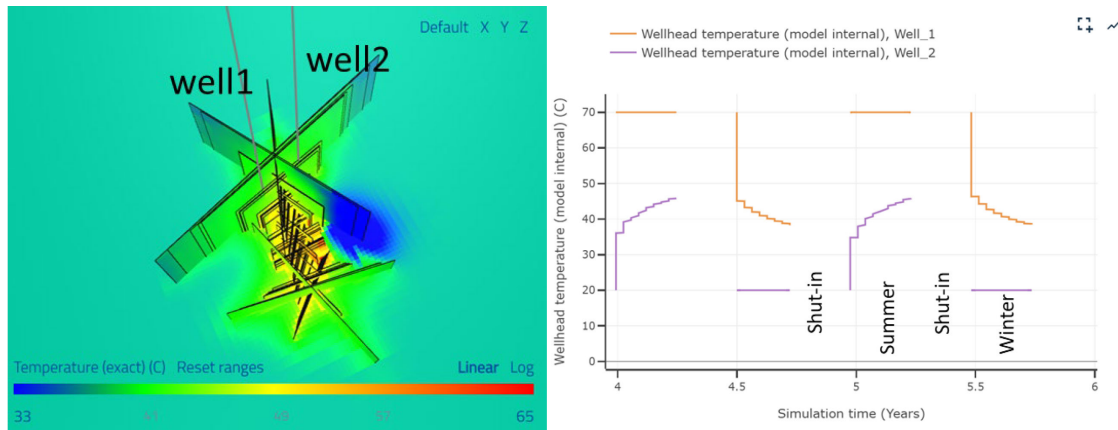 Default X Y Z
well1
well2
Temperature (exact) (C) Reset ranges Linear Log
33 41 49 57 65
Wellhead temperature (model internal), Well_1
Wellhead temperature (model internal), Well_2
Wellhead temperature (model internal) (C)
70
60
50
40
30
20
10
0
Shut-in
Summer
Shut-in
Winter
4 4.5 5 5.5 6
Simulation time (Years)